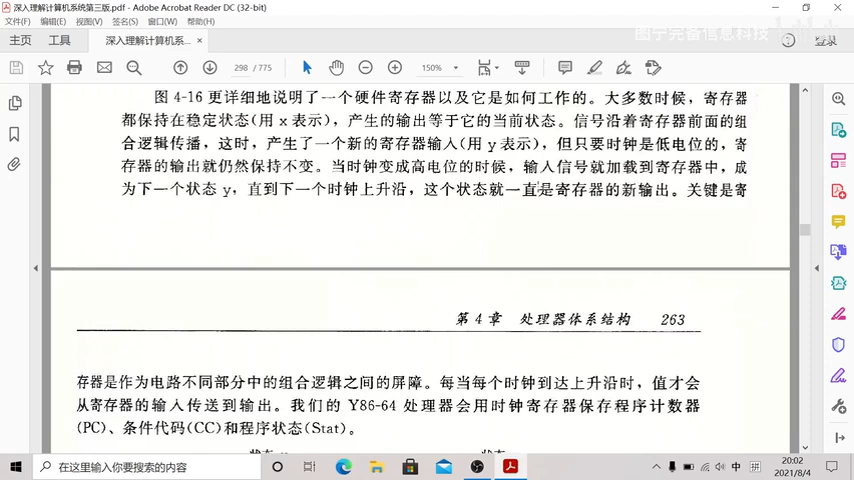 深入理解计算机系统第三版.pdf - Adobe Acrobat Reader DC (32-bit)
文件(F) 编辑(E) 视图(V) 签名(S) 窗口(W) 帮助(H)
主页 工具 深入理解计算机系... × 登录
图宁完备信息科技
298 / 775 150%
图 4-16 更详细地说明了一个硬件寄存器以及它是如何工作的。大多数时候，寄存器
都保持在稳定状态(用 x 表示)，产生的输出等于它的当前状态。信号沿着寄存器前面的组
合逻辑传播，这时，产生了一个新的寄存器输入(用 y 表示)，但只要时钟是低电位的，寄
存器的输出就仍然保持不变。当时钟变成高电位的时候，输入信号就加载到寄存器中，成
为下一个状态 y，直到下一个时钟上升沿，这个状态就一直是寄存器的新输出。关键是寄
第 4 章 处理器体系结构 263
存器是作为电路不同部分中的组合逻辑之间的屏障。每当每个时钟到达上升沿时，值才会
从寄存器的输入传送到输出。我们的 Y86-64 处理器会用时钟寄存器保存程序计数器
(PC)、条件代码(CC)和程序状态(Stat)。
在这里输入你要搜索的内容
中 拼 20:02
2021/8/4